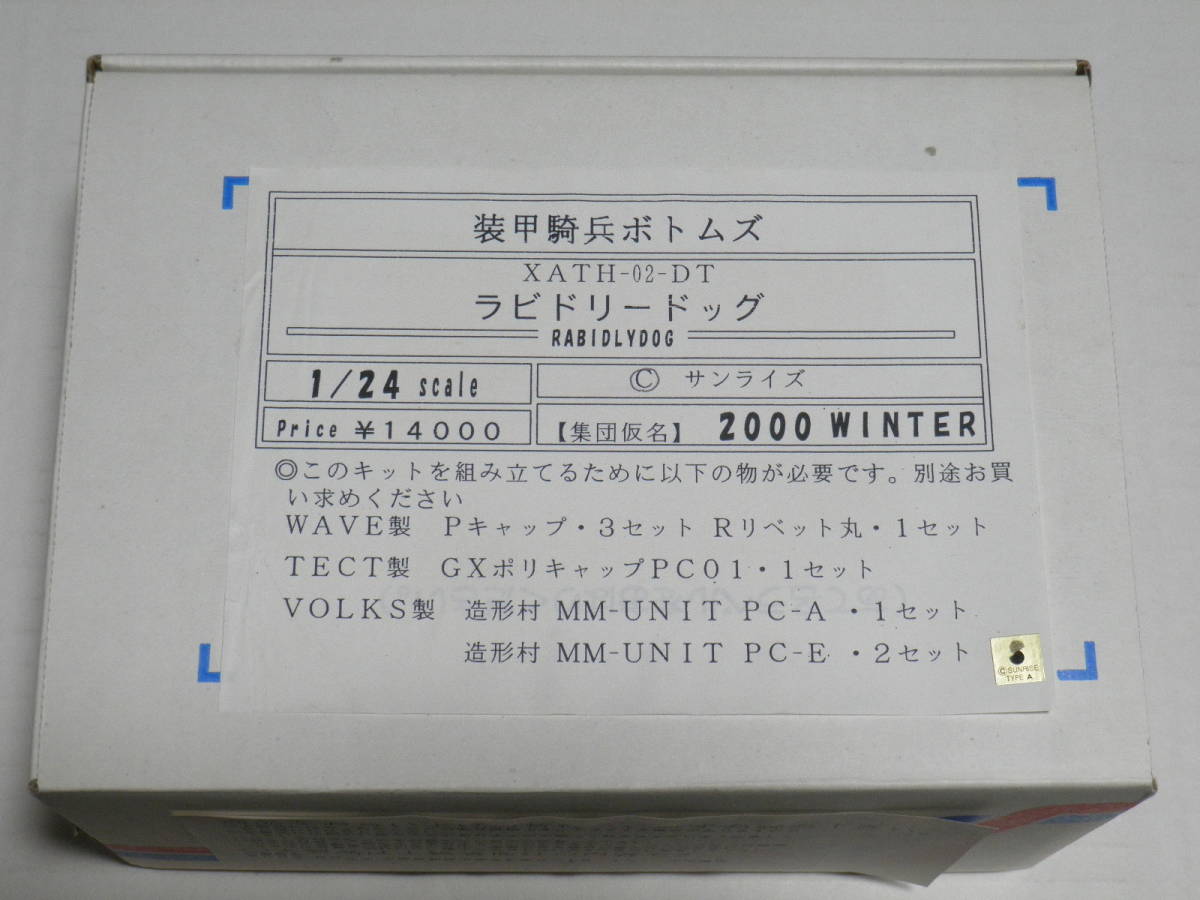 装甲騎兵ボトムズ
XATH-02-DT
ラビドリードッグ
RABIDLYDOG
1/24 scale
Ⓒ サンライズ
Price ¥14000
【集団仮名】 2000 WINTER
◎このキットを組み立てるために以下の物が必要です。別途お買
い求めください
WAVE製 Pキャップ・3セット Rリベット丸・1セット
TECT製 GXポリキャップPC01・1セット
VOLKS製 造形村 MM-UNIT PC-A ・1セット
造形村 MM-UNIT PC-E ・2セット
©SUNRISE
TYPE A